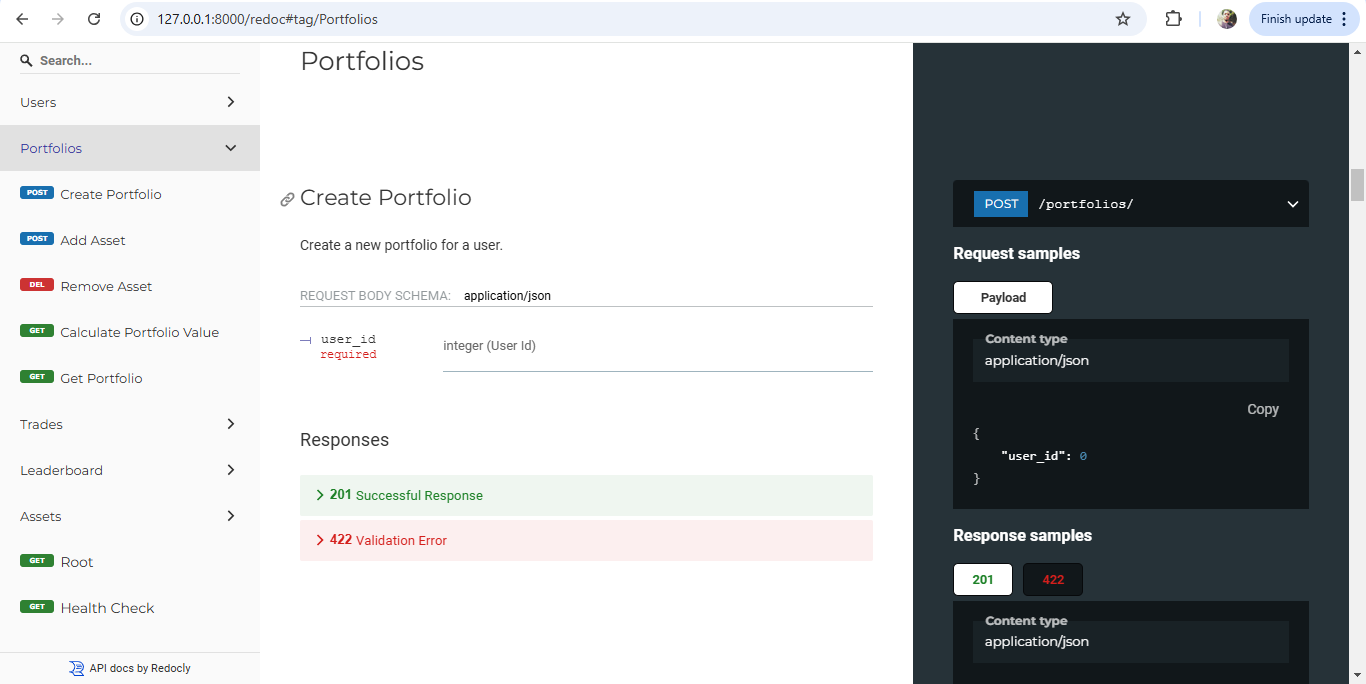 127.0.0.1:8000/redoc#tag/Portfolios
Finish update
Search...
Users
Portfolios
POST Create Portfolio
POST Add Asset
DEL Remove Asset
GET Calculate Portfolio Value
GET Get Portfolio
Trades
Leaderboard
Assets
GET Root
GET Health Check
API docs by Redocly
Portfolios
Create Portfolio
Create a new portfolio for a user.
REQUEST BODY SCHEMA: application/json
user_id
required
integer (User Id)
Responses
201 Successful Response
422 Validation Error
POST /portfolios/
Request samples
Payload
Content type
application/json
Copy
{
"user_id": 0
}
Response samples
201 422
Content type
application/json